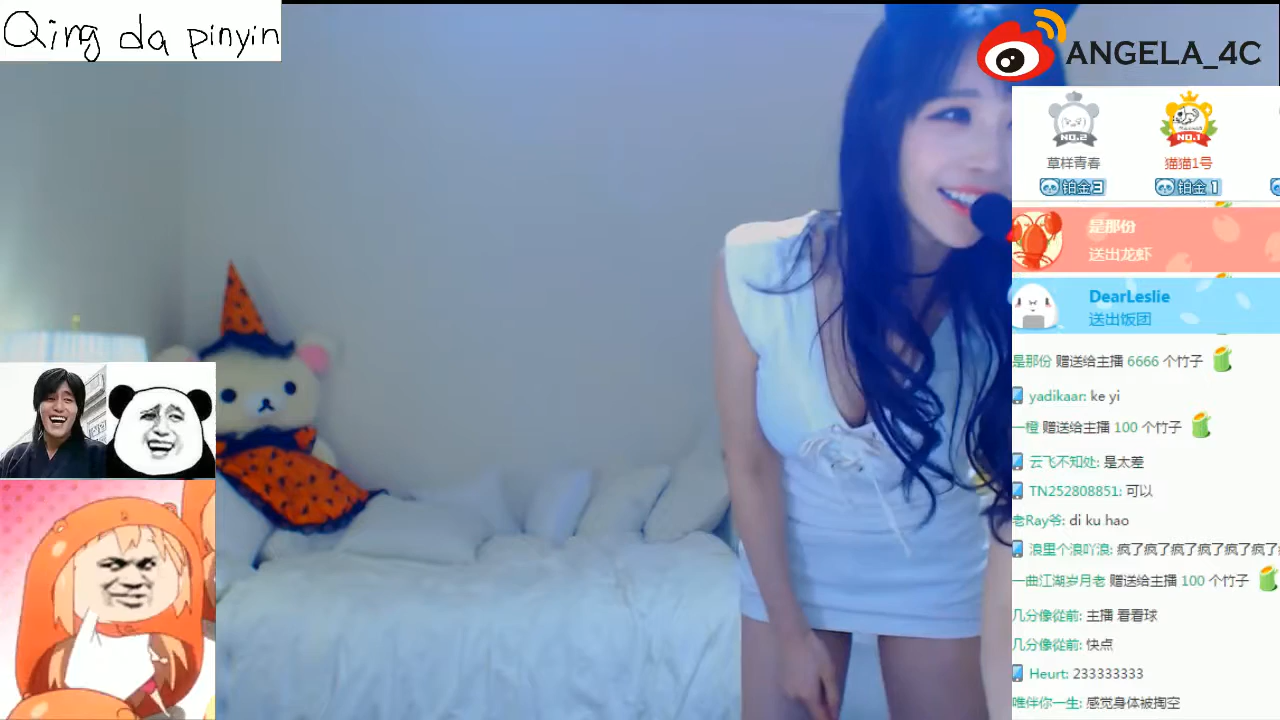 Qing da pinyin
ANGELA_4C
NO.2
NO.1
草样青春
猫猫1号
铂金3
铂金1
是那份
送出龙虾
DearLeslie
送出饭团
是那份 赠送给主播 6666 个竹子
yadikaar: ke yi
一橙 赠送给主播 100 个竹子
云飞不知处: 是太差
TN252808851: 可以
老Ray爷: di ku hao
浪里个浪吖浪: 疯了疯了疯了疯了疯了疯了
一曲江湖岁月老 赠送给主播 100 个竹子
几分像從前: 主播 看看球
几分像從前: 快点
Heurt: 233333333
唯伴你一生: 感觉身体被掏空